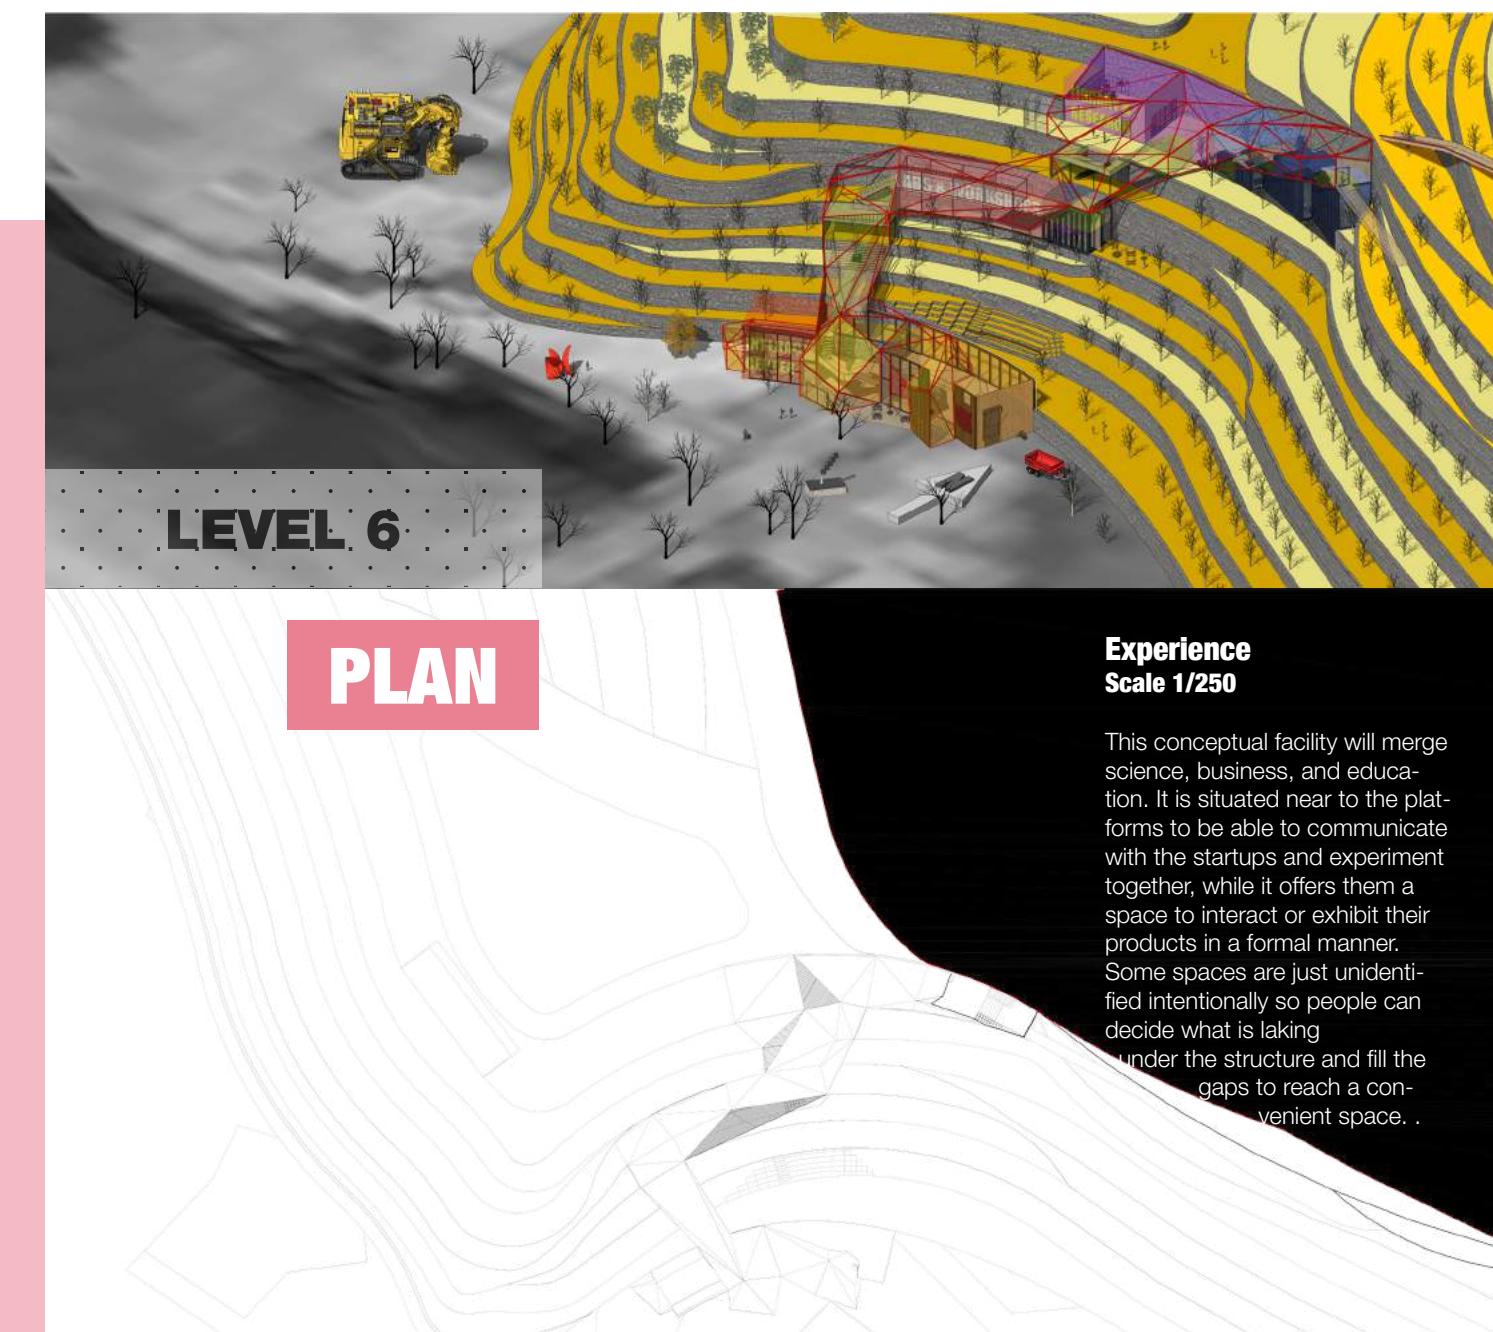 LEVEL 6
PLAN
Experience
Scale 1/250
This conceptual facility will merge
science, business, and educa-
tion. It is situated near to the plat-
forms to be able to communicate
with the startups and experiment
together, while it offers them a
space to interact or exhibit their
products in a formal manner.
Some spaces are just unidenti-
fied intentionally so people can
decide what is laking
under the structure and fill the
gaps to reach a con-
venient space. .